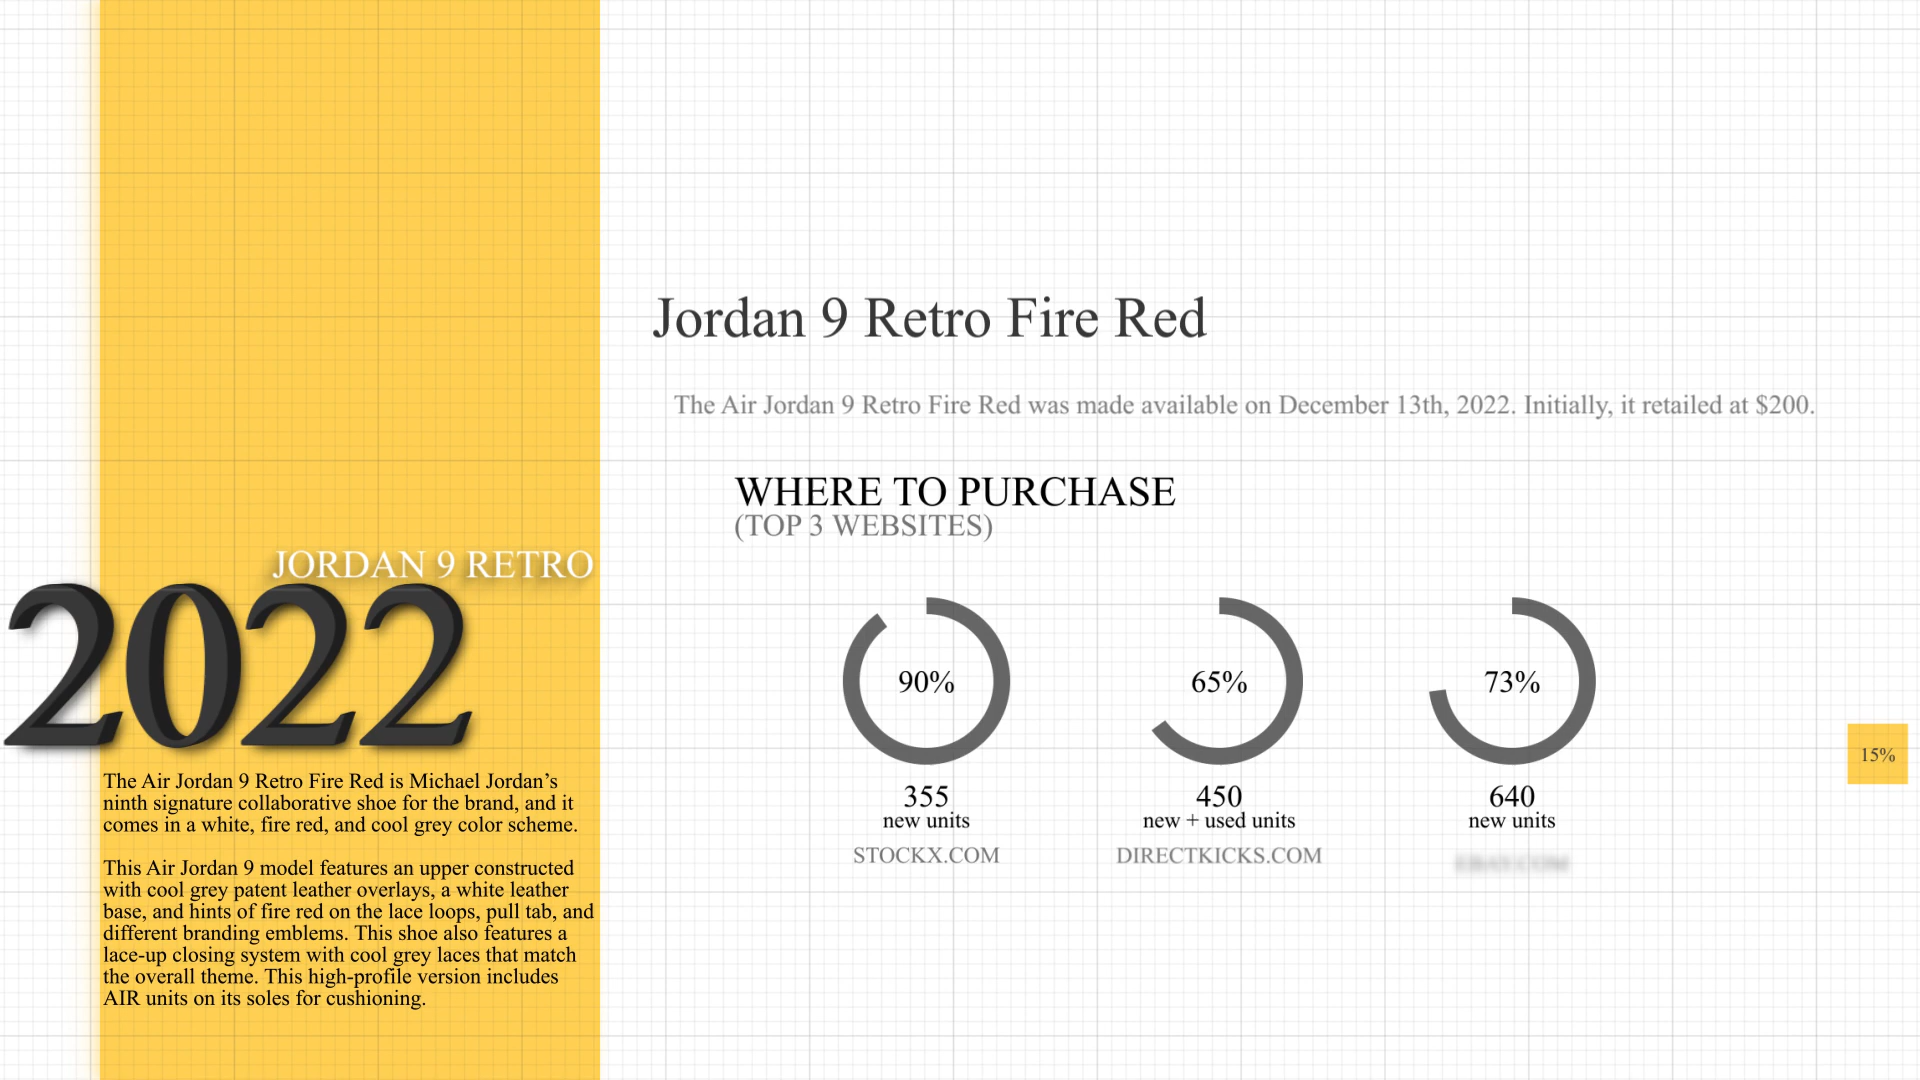 Jordan 9 Retro Fire Red
The Air Jordan 9 Retro Fire Red was made available on December 13th, 2022. Initially, it retailed at $200.
WHERE TO PURCHASE
(TOP 3 WEBSITES)
JORDAN 9 RETRO
2022
The Air Jordan 9 Retro Fire Red is Michael Jordan’s
ninth signature collaborative shoe for the brand, and it
comes in a white, fire red, and cool grey color scheme.
This Air Jordan 9 model features an upper constructed
with cool grey patent leather overlays, a white leather
base, and hints of fire red on the lace loops, pull tab, and
different branding emblems. This shoe also features a
lace-up closing system with cool grey laces that match
the overall theme. This high-profile version includes
AIR units on its soles for cushioning.
90%
355
new units
STOCKX.COM
65%
450
new + used units
DIRECTKICKS.COM
73%
640
new units
15%